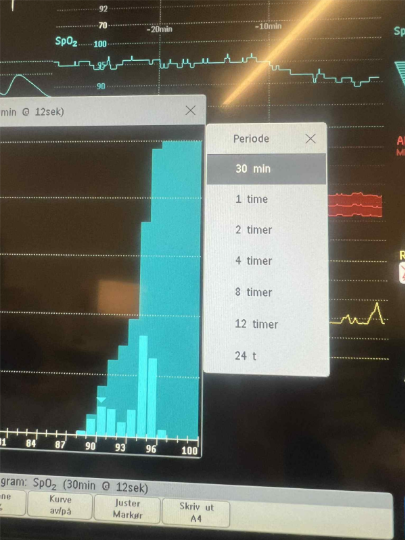 92
70
-20min
-10min
SpO₂
100
95
90
min @ 12sek)
Periode
30 min
1 time
2 timer
4 timer
8 timer
12 timer
24 t
81 84 87 90 93 96 100
gram: SpO₂ (30min @ 12sek)
Kurve
av/på
Juster
Markør
Skriv ut
A4